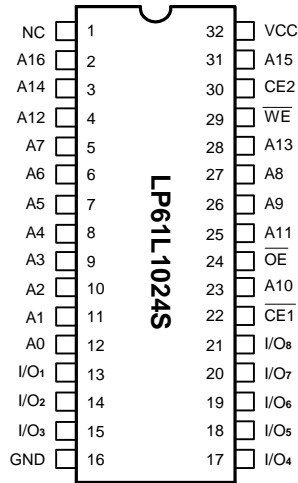 NC 1 32 VCC
A16 2 31 A15
A14 3 30 CE2
A12 4 29 W̅E̅
A7 5 28 A13
A6 6 27 A8
A5 7 26 A9
A4 8 25 A11
A3 9 24 O̅E̅
A2 10 23 A10
A1 11 22 C̅E̅1̅
A0 12 21 I/O₈
I/O₁ 13 20 I/O₇
I/O₂ 14 19 I/O₆
I/O₃ 15 18 I/O₅
GND 16 17 I/O₄
LP61L1024S